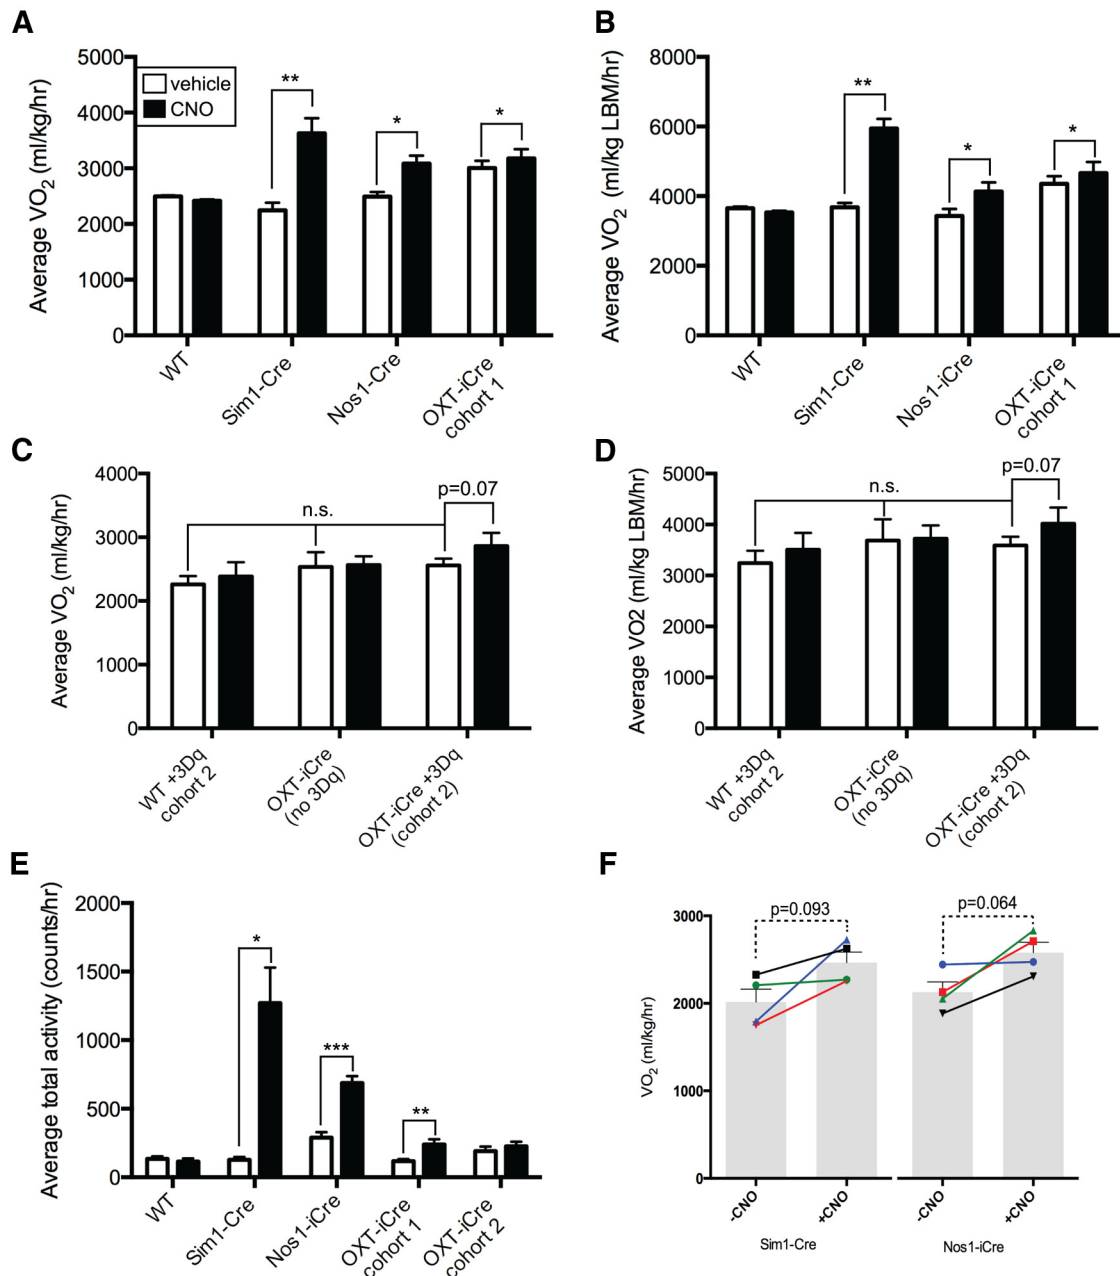 A
Average VO2 (ml/kg/hr)
5000
4000
3000
2000
1000
0
vehicle
CNO
**
*
*
WT
Sim1-Cre
Nos1-Cre
OXT-iCre
cohort 1
B
Average VO2 (ml/kg LBM/hr)
8000
6000
4000
2000
0
**
*
*
WT
Sim1-Cre
Nos1-iCre
OXT-iCre
cohort 1
C
Average VO2 (ml/kg/hr)
4000
3000
2000
1000
0
n.s.
p=0.07
WT +3Dq
cohort 2
OXT-iCre
(no 3Dq)
OXT-iCre +3Dq
(cohort 2)
D
Average VO2 (ml/kg LBM/hr)
5000
4000
3000
2000
1000
0
n.s.
p=0.07
WT +3Dq
cohort 2
OXT-iCre
(no 3Dq)
OXT-iCre +3Dq
(cohort 2)
E
Average total activity (counts/hr)
2000
1500
1000
500
0
*
***
**
WT
Sim1-Cre
Nos1-iCre
OXT-iCre
cohort 1
OXT-iCre
cohort 2
F
VO2 (ml/kg/hr)
3000
2000
1000
0
p=0.093
p=0.064
-CNO
+CNO
-CNO
+CNO
Sim1-Cre
Nos1-iCre